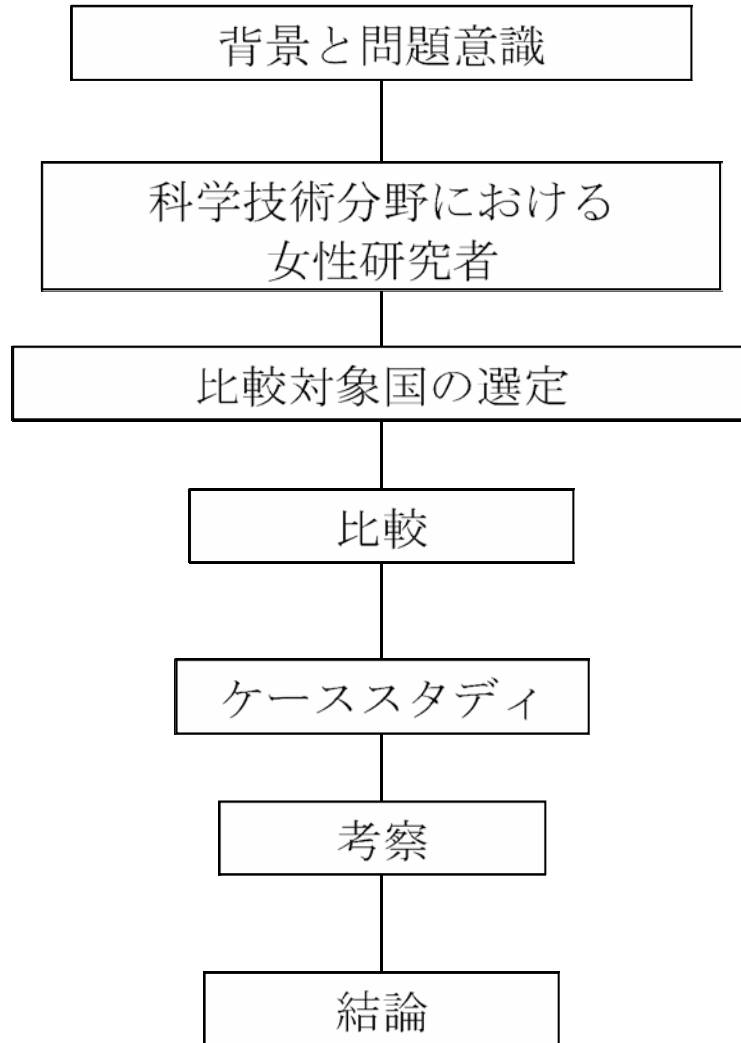 背景と問題意識
科学技術分野における
女性研究者
比較対象国の選定
比較
ケーススタディ
考察
結論